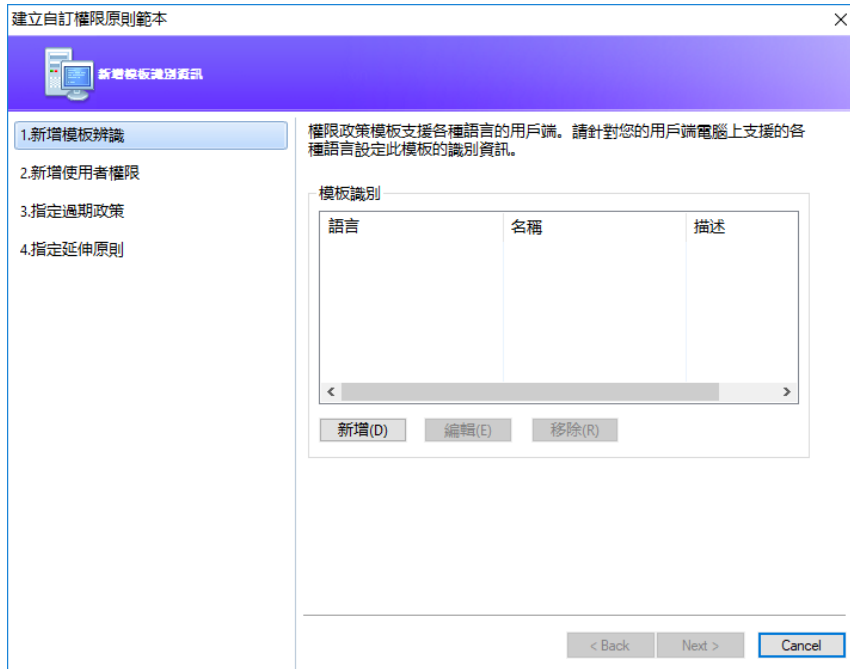 建立自訂權限原則範本
新增模板識別資訊
1.新增模板辨識
2.新增使用者權限
3.指定過期政策
4.指定延伸原則
權限政策模板支援各種語言的用戶端。請針對您的用戶端電腦上支援的各
種語言設定此模板的識別資訊。
模板識別
語言 名稱 描述
新增(D) 編輯(E) 移除(R)
< Back Next > Cancel